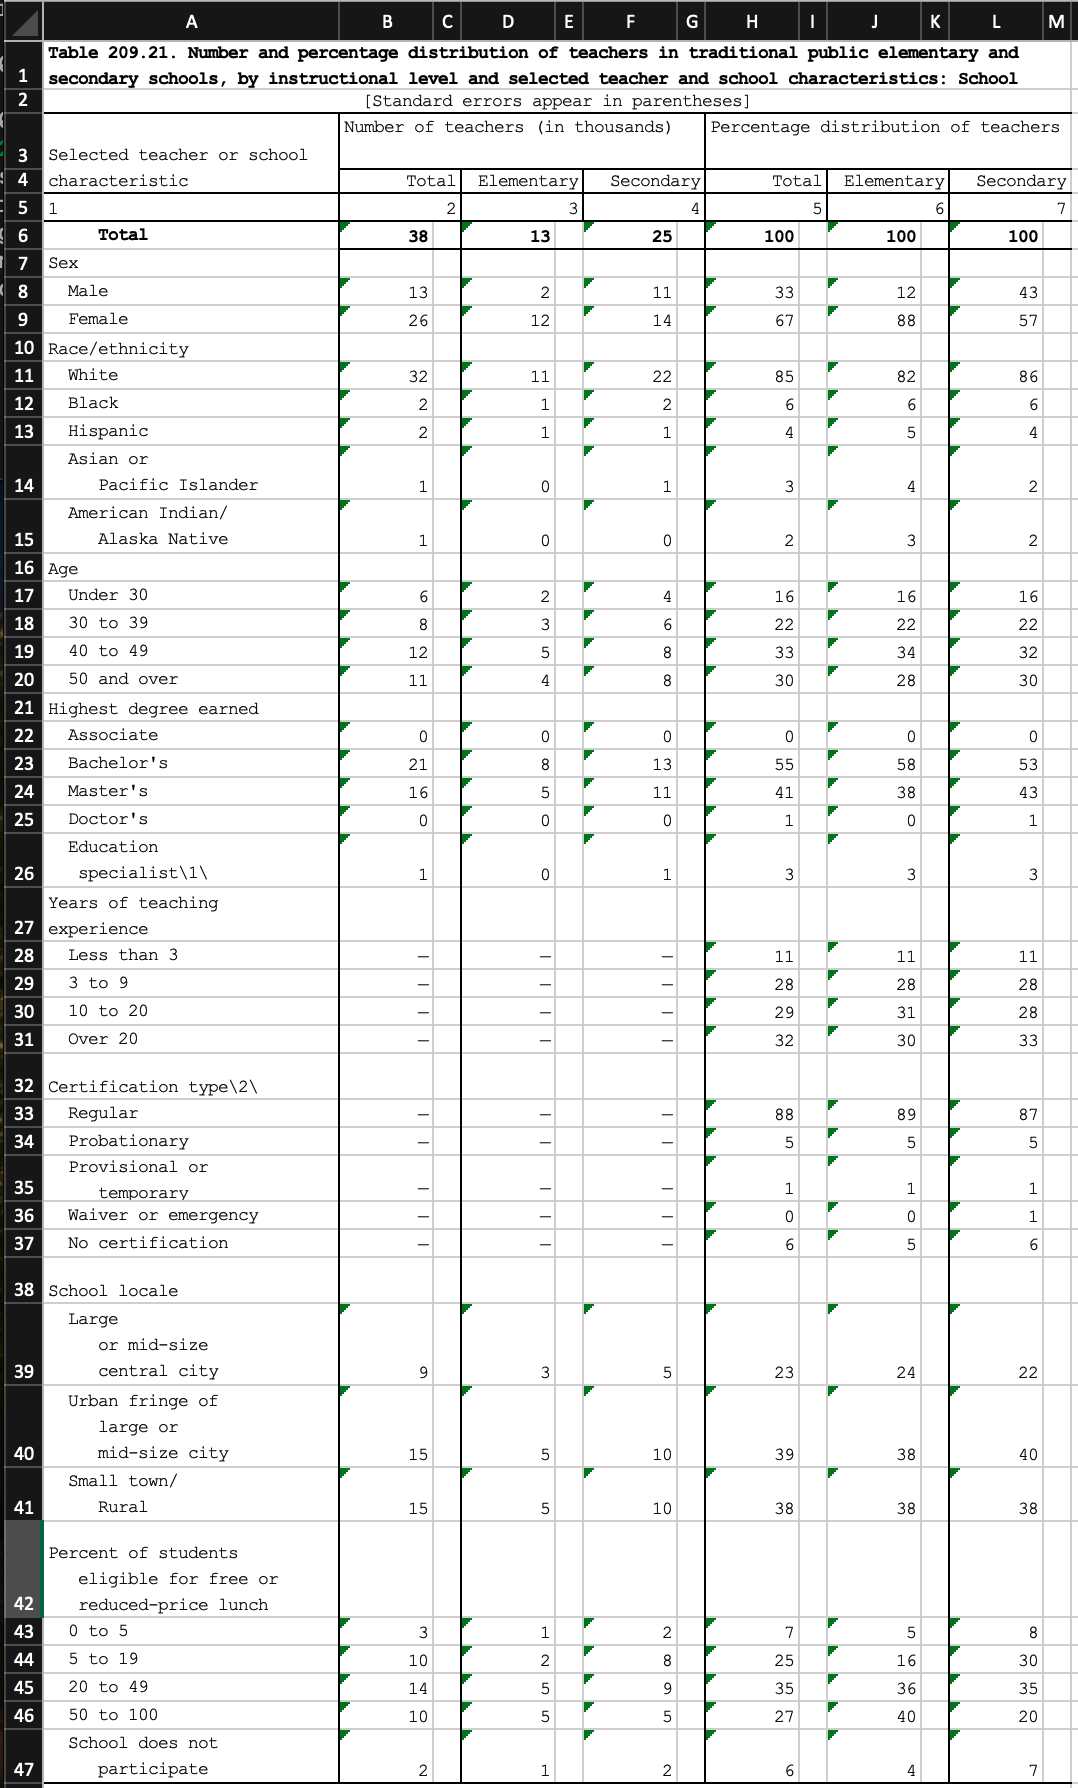 A B C D E F G H I J K L M
Table 209.21. Number and percentage distribution of teachers in traditional public elementary and
1 secondary schools, by instructional level and selected teacher and school characteristics: School
2 [Standard errors appear in parentheses]
Number of teachers (in thousands) Percentage distribution of teachers
3 Selected teacher or school
4 characteristic Total Elementary Secondary Total Elementary Secondary
5 1 2 3 4 5 6 7
6 Total 38 13 25 100 100 100
7 Sex
8 Male 13 2 11 33 12 43
9 Female 26 12 14 67 88 57
10 Race/ethnicity
11 White 32 11 22 85 82 86
12 Black 2 1 2 6 6 6
13 Hispanic 2 1 1 4 5 4
Asian or
14 Pacific Islander 1 0 1 3 4 2
American Indian/
15 Alaska Native 1 0 0 2 3 2
16 Age
17 Under 30 6 2 4 16 16 16
18 30 to 39 8 3 6 22 22 22
19 40 to 49 12 5 8 33 34 32
20 50 and over 11 4 8 30 28 30
21 Highest degree earned
22 Associate 0 0 0 0 0 0
23 Bachelor's 21 8 13 55 58 53
24 Master's 16 5 11 41 38 43
25 Doctor's 0 0 0 1 0 1
Education
26 specialist\1\ 1 0 1 3 3 3
Years of teaching
27 experience
28 Less than 3 — — — 11 11 11
29 3 to 9 — — — 28 28 28
30 10 to 20 — — — 29 31 28
31 Over 20 — — — 32 30 33
32 Certification type\2\
33 Regular — — — 88 89 87
34 Probationary — — — 5 5 5
Provisional or
35 temporary — — — 1 1 1
36 Waiver or emergency — — — 0 0 1
37 No certification — — — 6 5 6
38 School locale
Large
or mid-size
39 central city 9 3 5 23 24 22
Urban fringe of
large or
40 mid-size city 15 5 10 39 38 40
Small town/
41 Rural 15 5 10 38 38 38
Percent of students
eligible for free or
42 reduced-price lunch
43 0 to 5 3 1 2 7 5 8
44 5 to 19 10 2 8 25 16 30
45 20 to 49 14 5 9 35 36 35
46 50 to 100 10 5 5 27 40 20
School does not
47 participate 2 1 2 6 4 7